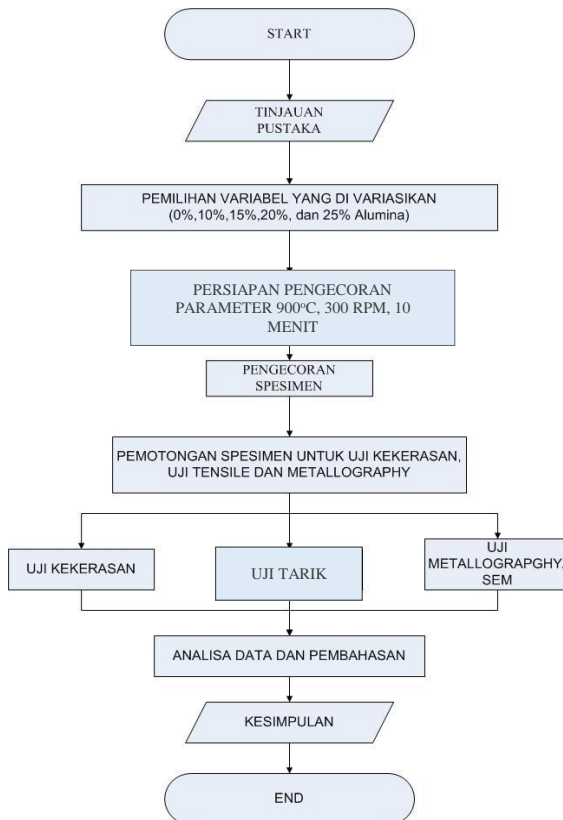 START
TINJAUAN
PUSTAKA
PEMILIHAN VARIABEL YANG DI VARIASIKAN
(0%,10%,15%,20%, dan 25% Alumina)
PERSIAPAN PENGECORAN
PARAMETER 900°C, 300 RPM, 10
MENIT
PENGECORAN
SPESIMEN
PEMOTONGAN SPESIMEN UNTUK UJI KEKERASAN,
UJI TENSILE DAN METALLOGRAPHY
UJI KEKERASAN
UJI TARIK
UJI
METALLOGRAPGHY,
SEM
ANALISA DATA DAN PEMBAHASAN
KESIMPULAN
END